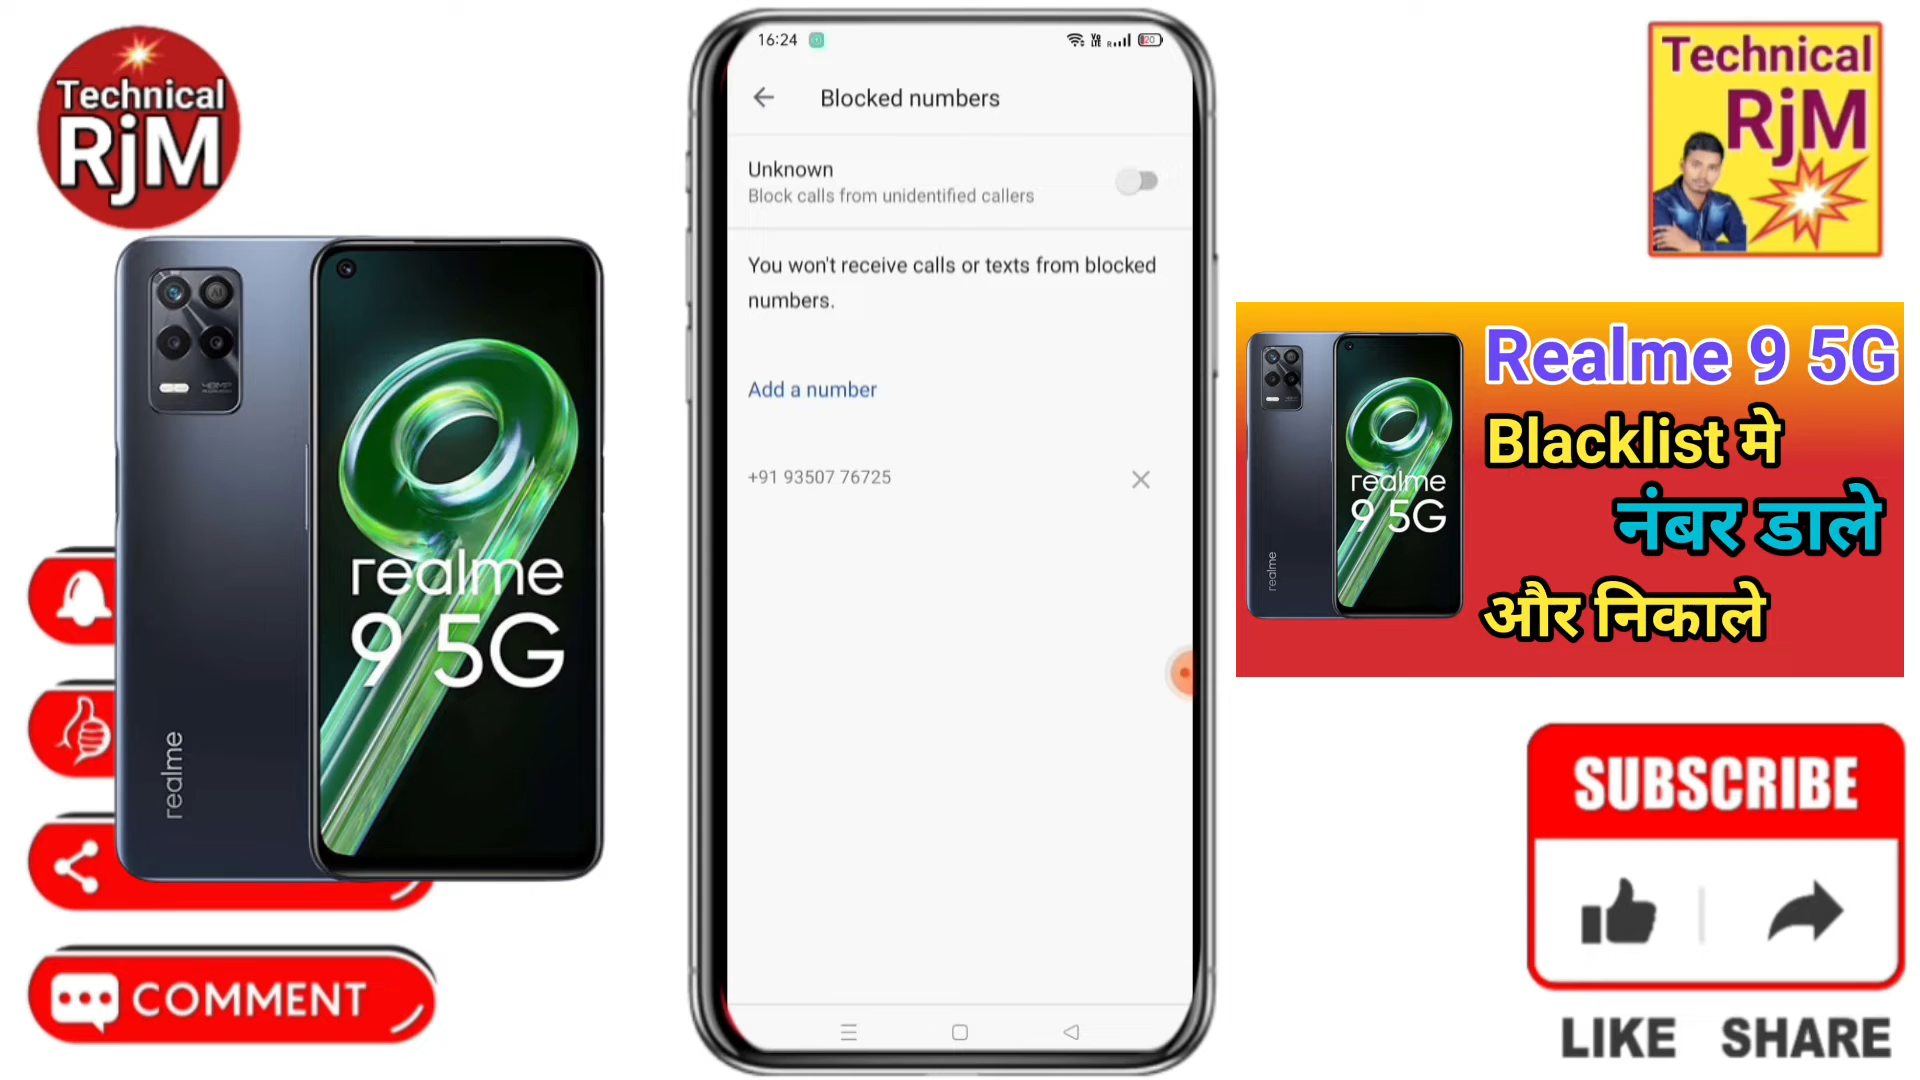 Technical
RjM
48MP
realme
realme
9 5G
COMMENT
16:24
20
Blocked numbers
Unknown
Block calls from unidentified callers
You won't receive calls or texts from blocked
numbers.
Add a number
+91 93507 76725
Technical
RjM
Realme 9 5G
Blacklist मे
नंबर डाले
और निकाले
realme
9 5G
realme
SUBSCRIBE
LIKE SHARE